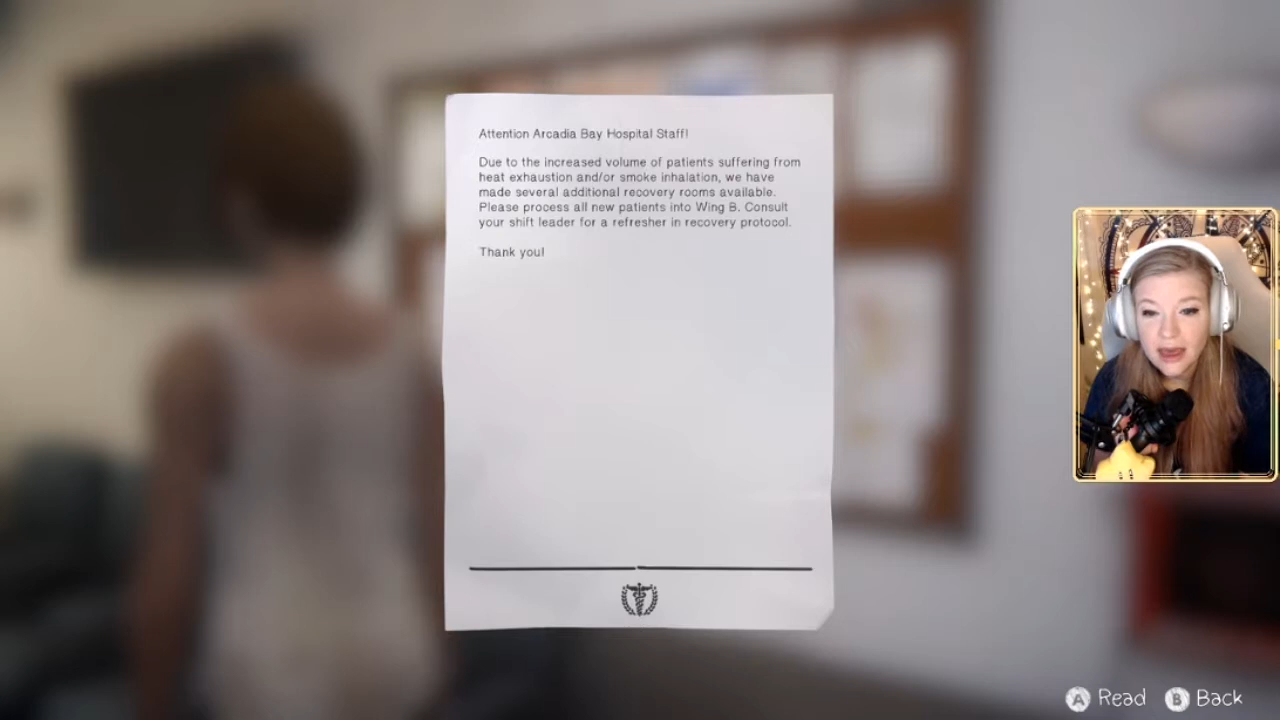 Attention Arcadia Bay Hospital Staff!
Due to the increased volume of patients suffering from
heat exhaustion and/or smoke inhalation, we have
made several additional recovery rooms available.
Please process all new patients into Wing B. Consult
your shift leader for a refresher in recovery protocol.
Thank you!
A Read B Back